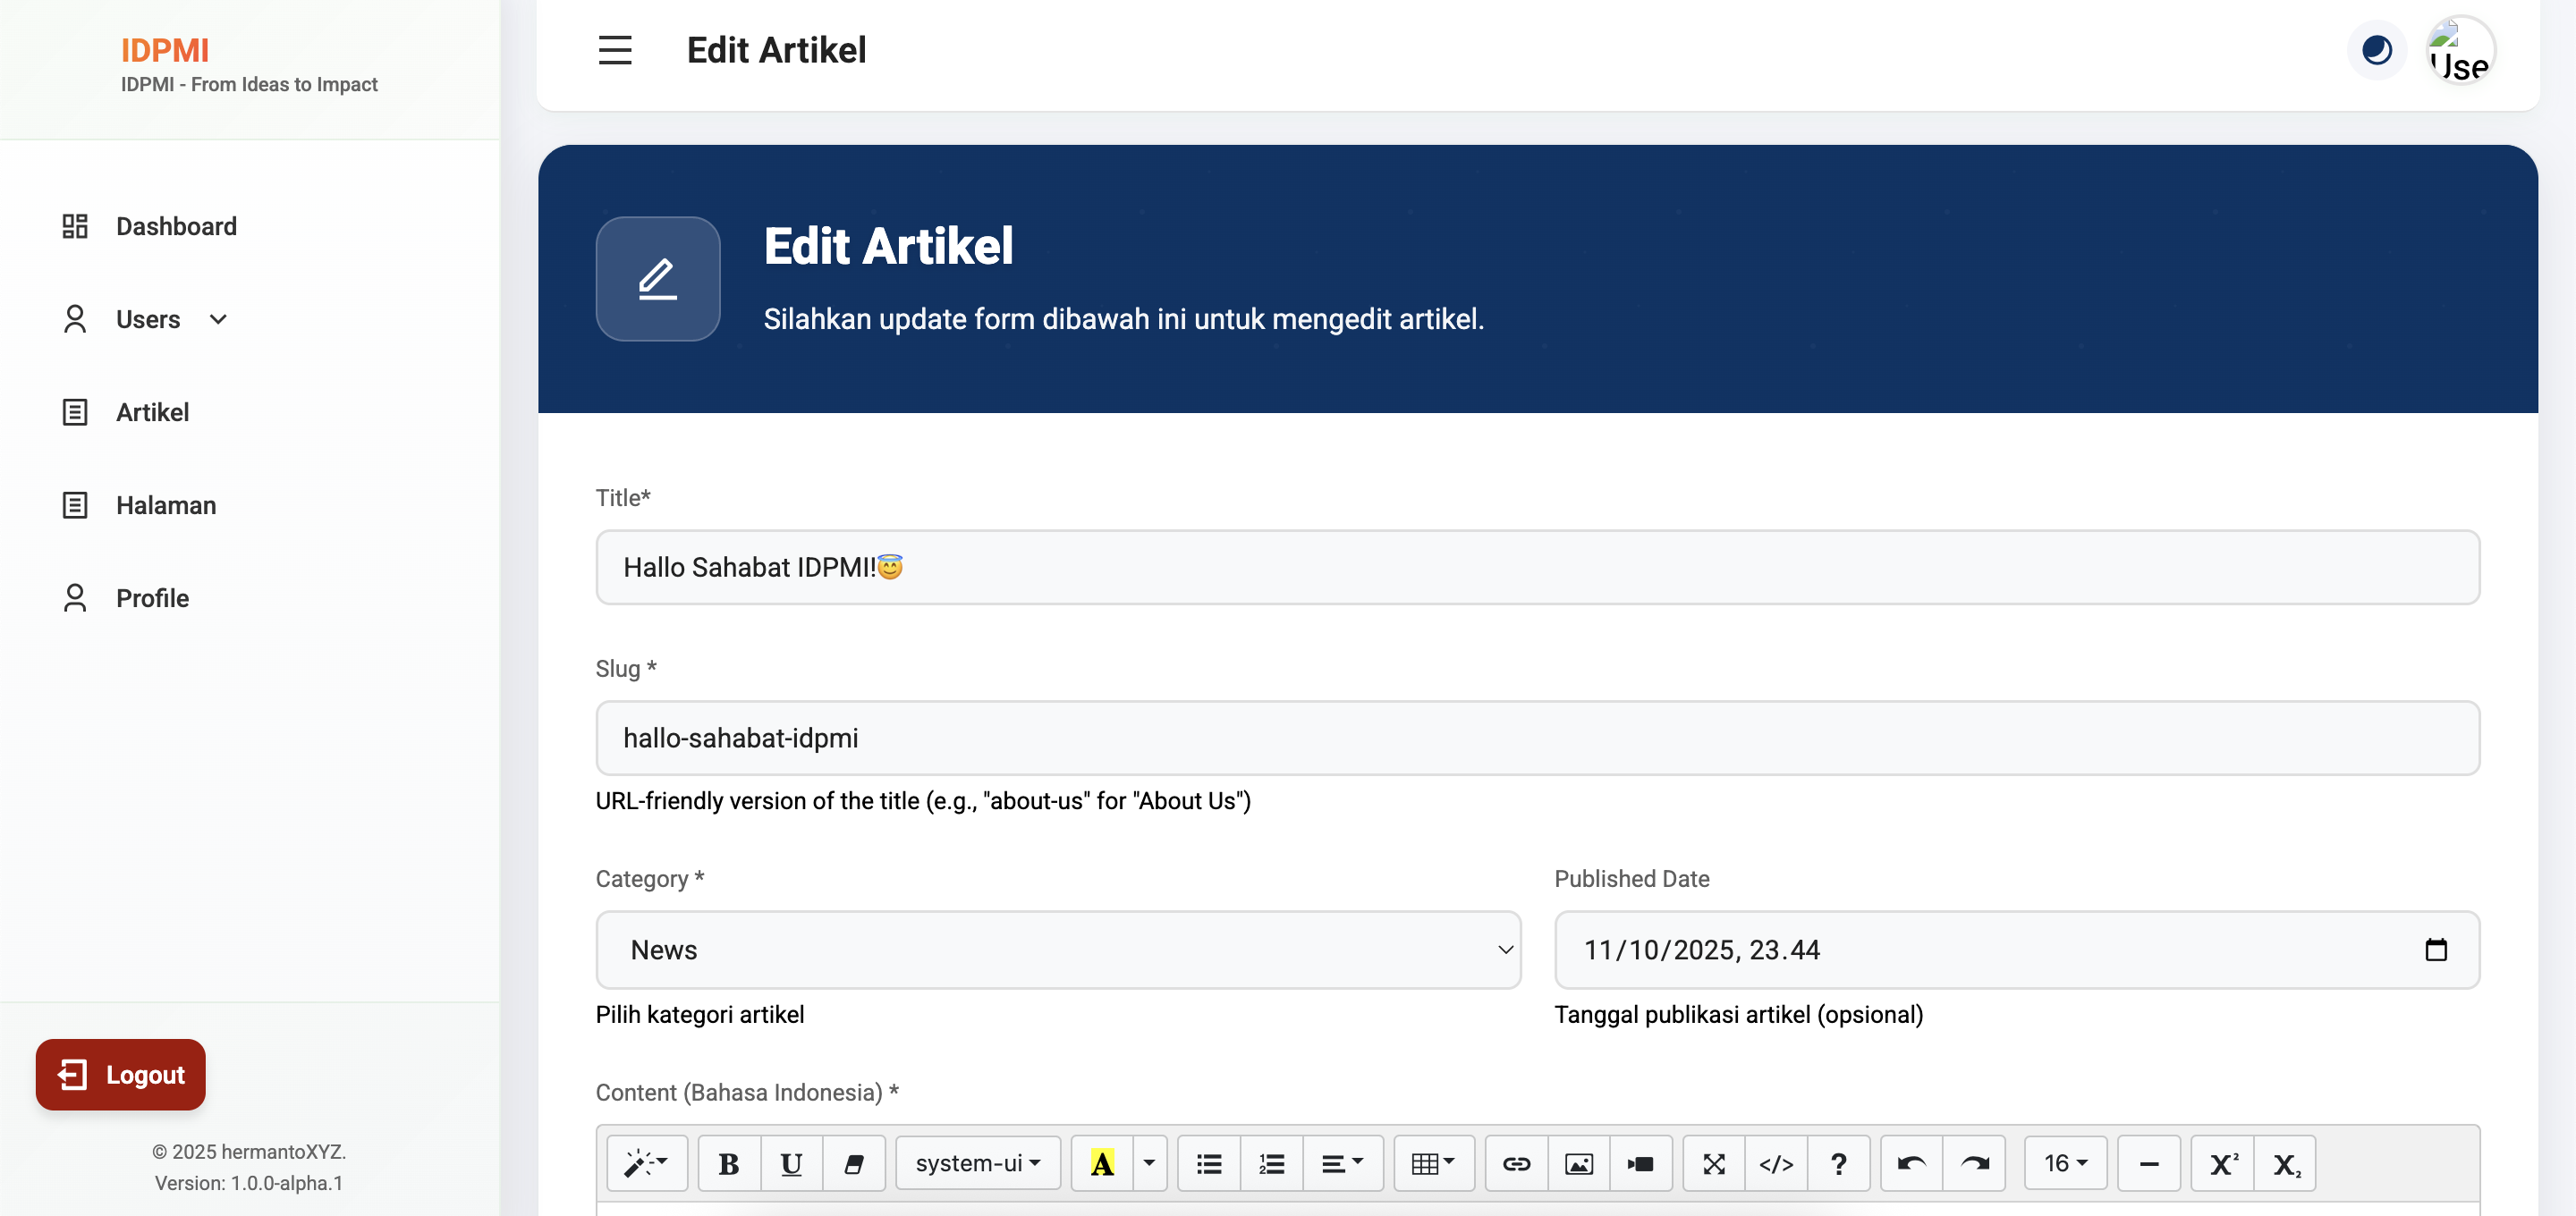 IDPMI
IDPMI - From Ideas to Impact
Dashboard
Users
Artikel
Halaman
Profile
Logout
© 2025 hermantoXYZ.
Version: 1.0.0-alpha.1
Edit Artikel
Use
Edit Artikel
Silahkan update form dibawah ini untuk mengedit artikel.
Title*
Hallo Sahabat IDPMI!😇
Slug *
hallo-sahabat-idpmi
URL-friendly version of the title (e.g., "about-us" for "About Us")
Category *
News
Pilih kategori artikel
Published Date
11/10/2025, 23.44
Tanggal publikasi artikel (opsional)
Content (Bahasa Indonesia) *
B U system-ui A </> ? 16 X² X₂